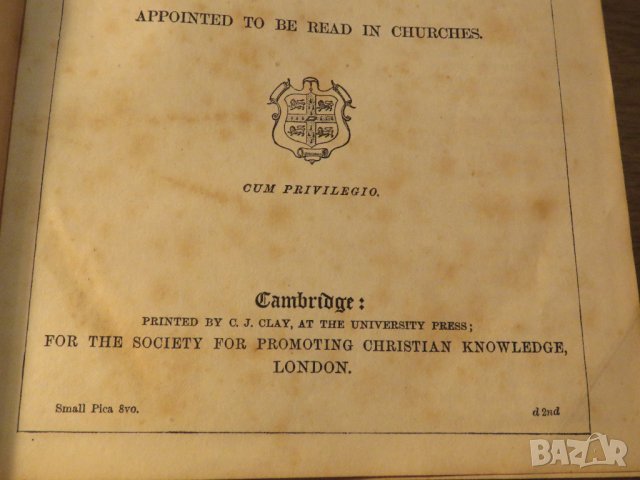 APPOINTED TO BE READ IN CHURCHES.
CUM PRIVILEGIO.
Cambridge:
PRINTED BY C. J. CLAY, AT THE UNIVERSITY PRESS;
FOR THE SOCIETY FOR PROMOTING CHRISTIAN KNOWLEDGE,
LONDON.
Small Pica 8vo.
d 2nd
BAZAR